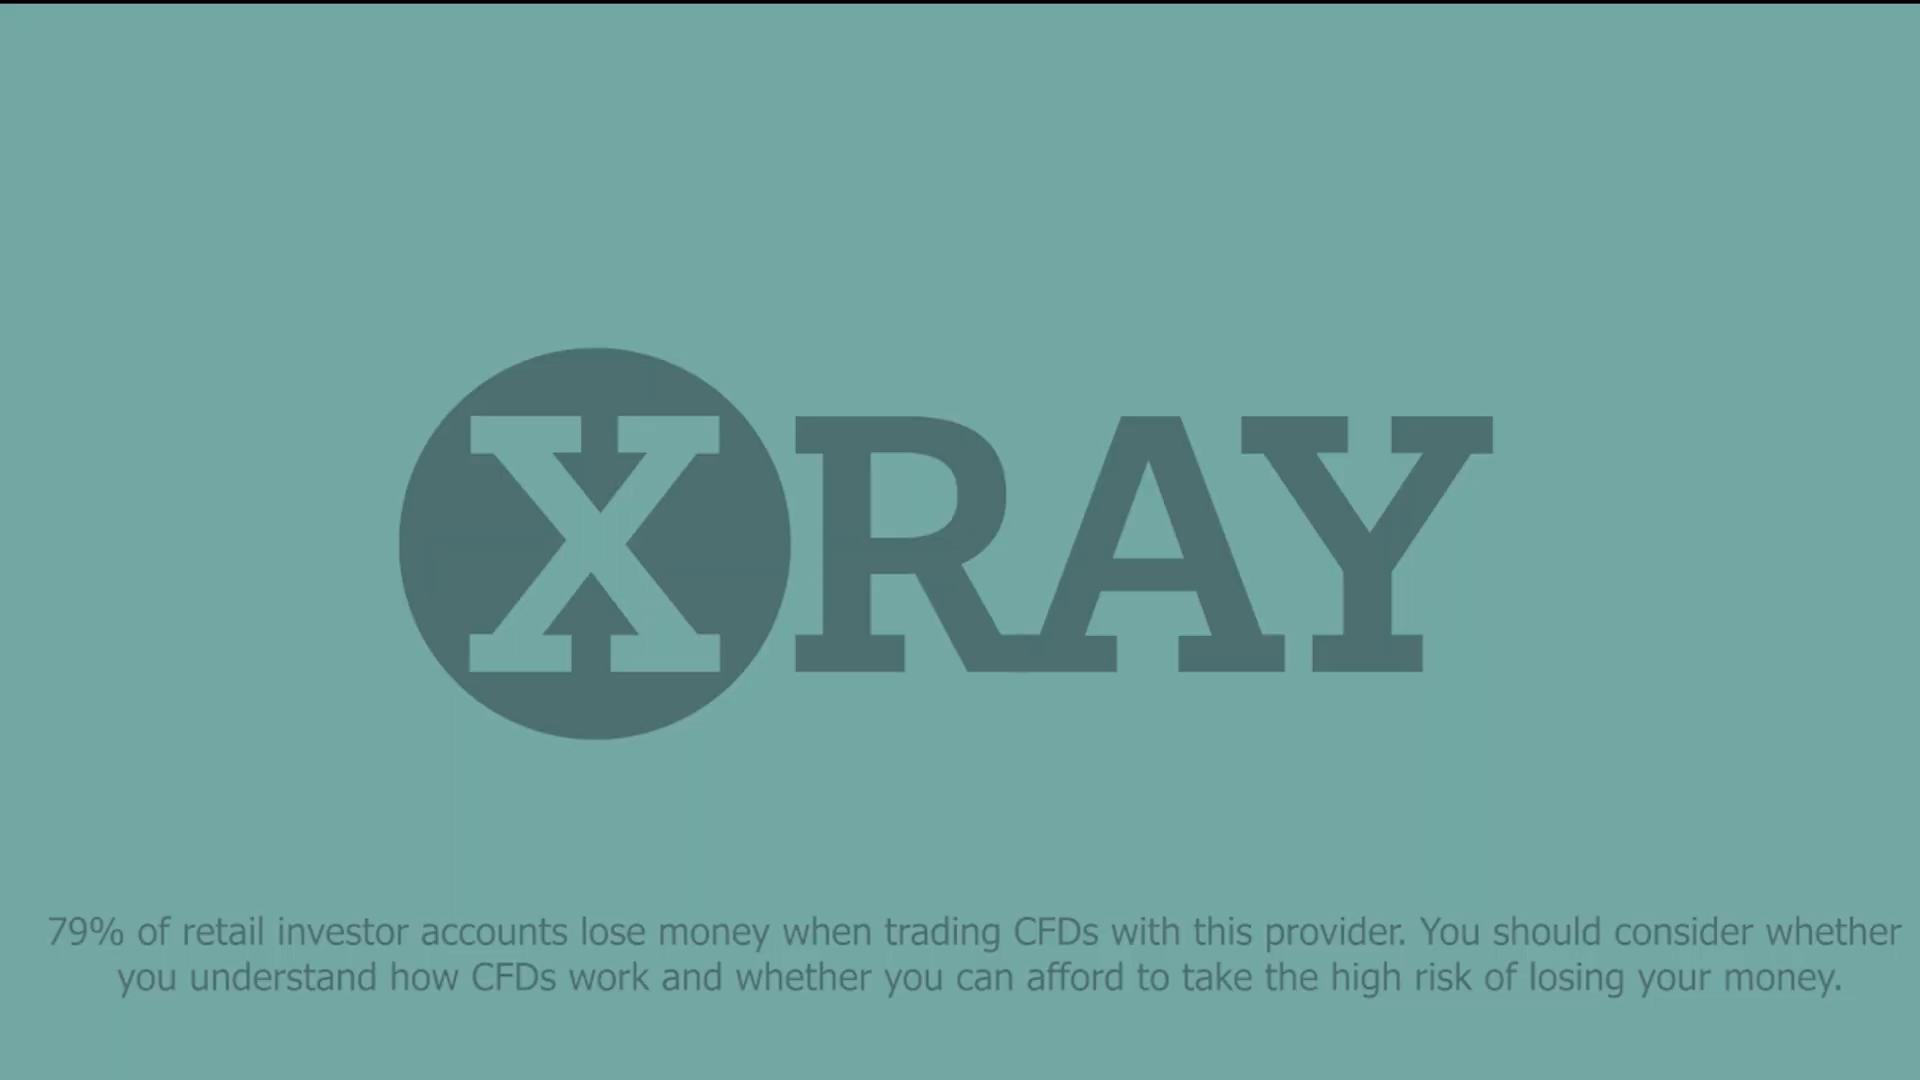 XRAY
79% of retail investor accounts lose money when trading CFDs with this provider. You should consider whether
you understand how CFDs work and whether you can afford to take the high risk of losing your money.